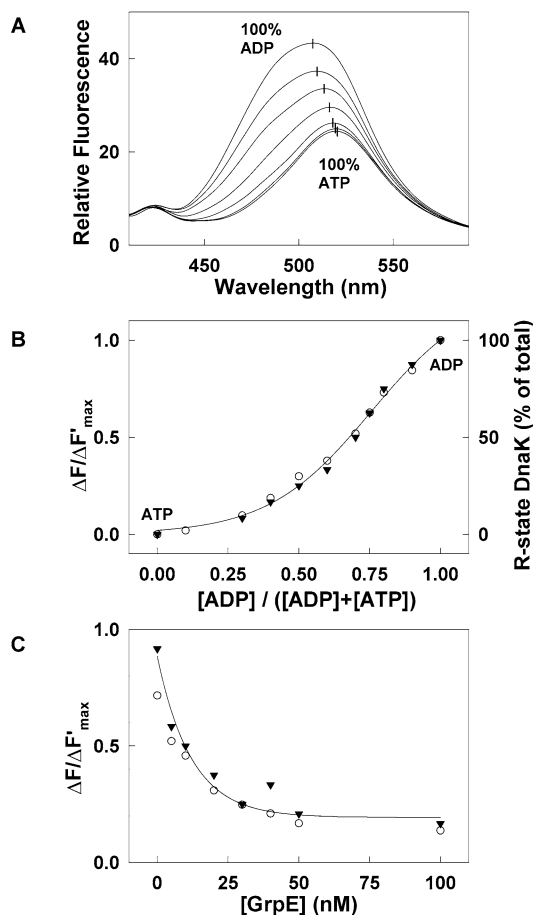 A
100%
ADP
40
20
0
Relative Fluorescence
100%
ATP
450 500 550
Wavelength (nm)
B
1.0
0.5
0.0
ΔF/ΔF'max
ATP
ADP
100
50
0
R-state DnaK (% of total)
0.00 0.25 0.50 0.75 1.00
[ADP] / ([ADP]+[ATP])
C
1.0
0.5
0.0
ΔF/ΔF'max
0 25 50 75 100
[GrpE] (nM)